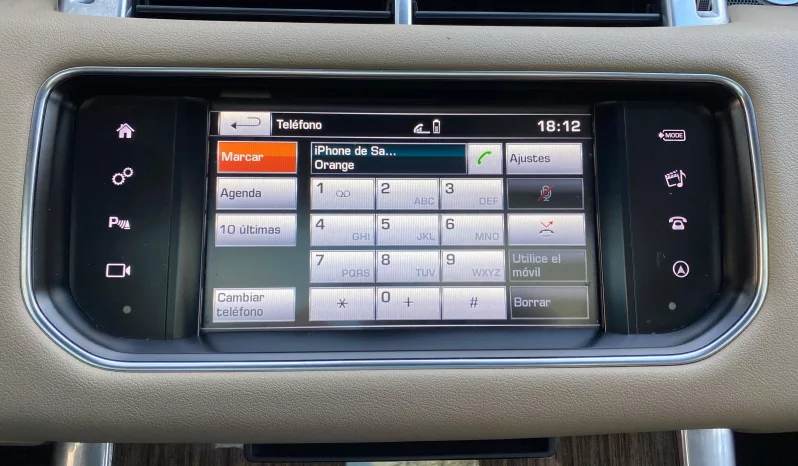 Teléfono
18:12
Marcar
iPhone de Sa...
Orange
Ajustes
MODE
Agenda
1
2 ABC
3 DEF
10 últimas
4 GHI
5 JKL
6 MNO
7 PQRS
8 TUV
9 WXYZ
Utilice el
móvil
Cambiar
teléfono
*
0 +
#
Borrar
P